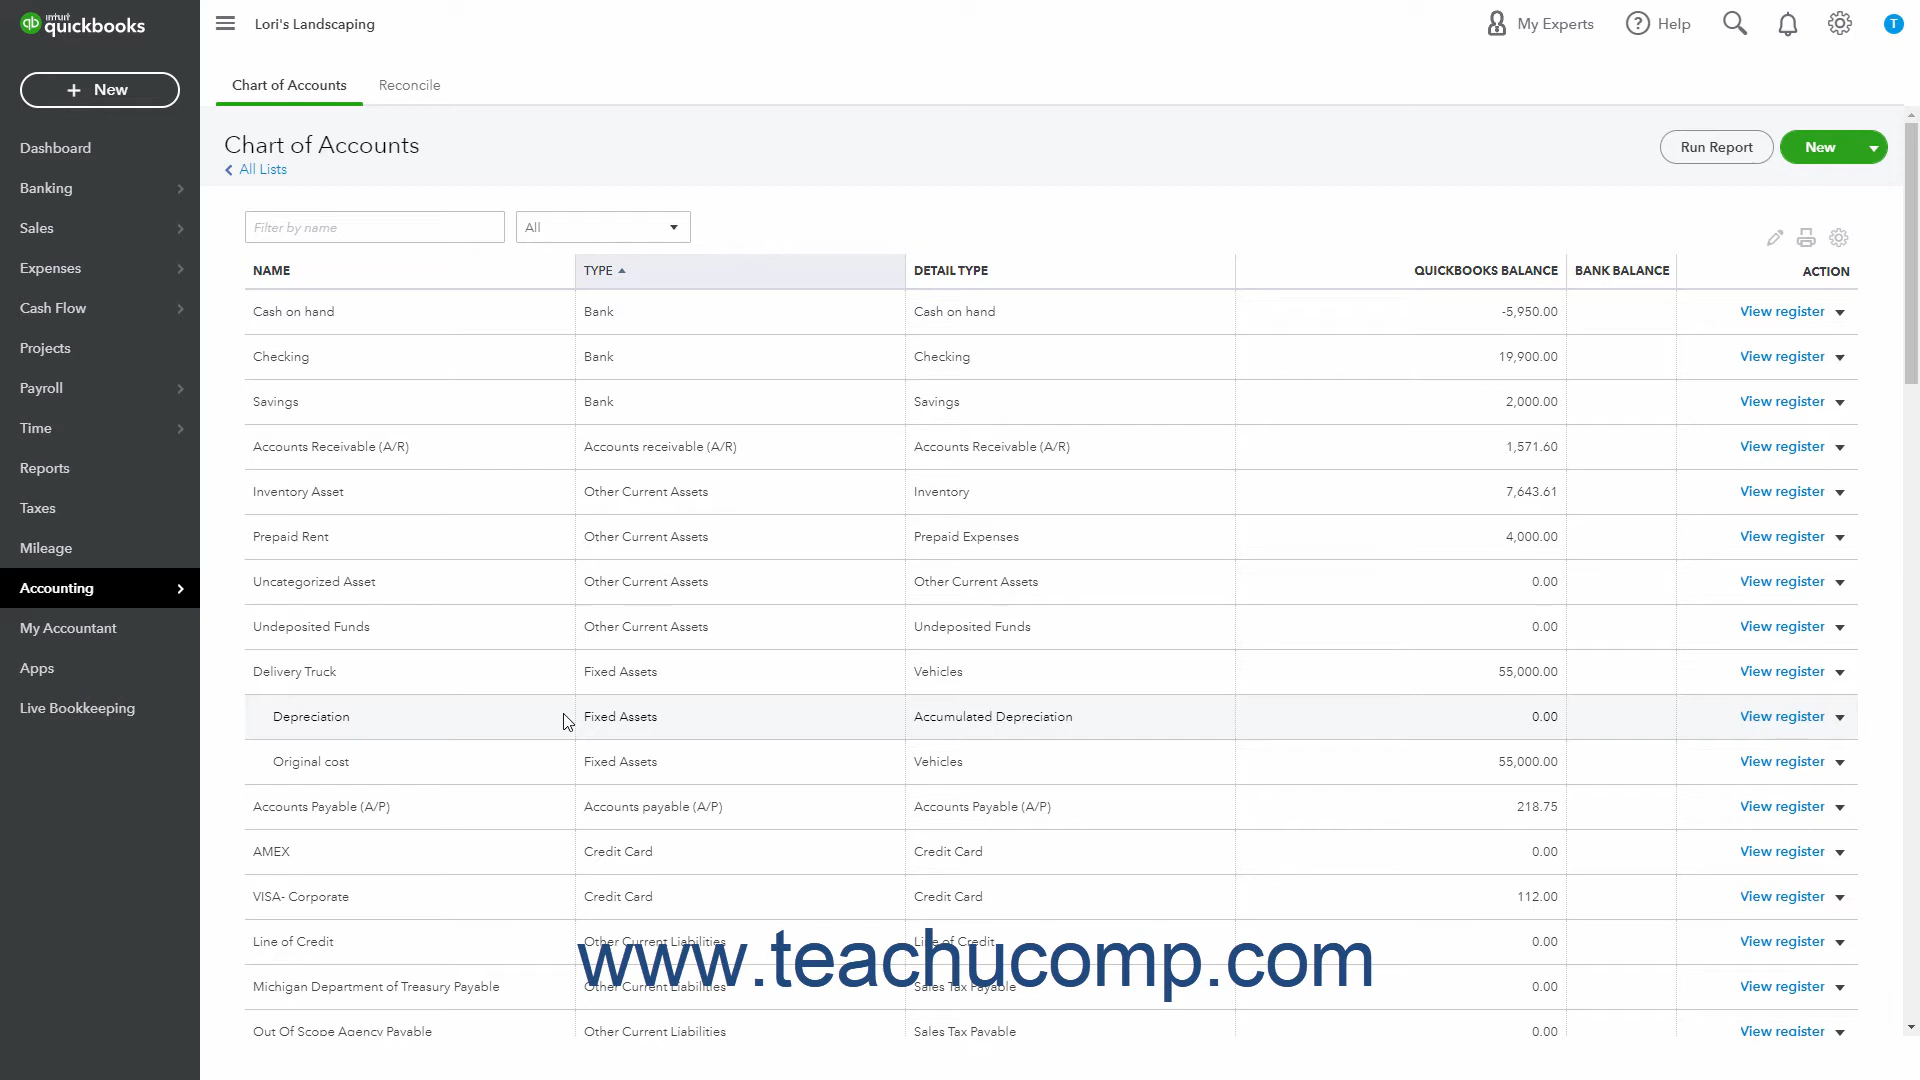 intuit
quickbooks
Lori's Landscaping
My Experts
Help
T
+ New
Dashboard
Banking
Sales
Expenses
Cash Flow
Projects
Payroll
Time
Reports
Taxes
Mileage
Accounting
My Accountant
Apps
Live Bookkeeping
Chart of Accounts Reconcile
Chart of Accounts
All Lists
Run Report New
Filter by name All
NAME TYPE DETAIL TYPE QUICKBOOKS BALANCE BANK BALANCE ACTION
Cash on hand Bank Cash on hand -5,950.00 View register
Checking Bank Checking 19,900.00 View register
Savings Bank Savings 2,000.00 View register
Accounts Receivable (A/R) Accounts receivable (A/R) Accounts Receivable (A/R) 1,571.60 View register
Inventory Asset Other Current Assets Inventory 7,643.61 View register
Prepaid Rent Other Current Assets Prepaid Expenses 4,000.00 View register
Uncategorized Asset Other Current Assets Other Current Assets 0.00 View register
Undeposited Funds Other Current Assets Undeposited Funds 0.00 View register
Delivery Truck Fixed Assets Vehicles 55,000.00 View register
Depreciation Fixed Assets Accumulated Depreciation 0.00 View register
Original cost Fixed Assets Vehicles 55,000.00 View register
Accounts Payable (A/P) Accounts payable (A/P) Accounts Payable (A/P) 218.75 View register
AMEX Credit Card Credit Card 0.00 View register
VISA- Corporate Credit Card Credit Card 112.00 View register
Line of Credit Other Current Liabilities Line of Credit 0.00 View register
www.teachucomp.com
Michigan Department of Treasury Payable Other Current Liabilities Sales Tax Payable 0.00 View register
Out Of Scope Agency Payable Other Current Liabilities Sales Tax Payable 0.00 View register